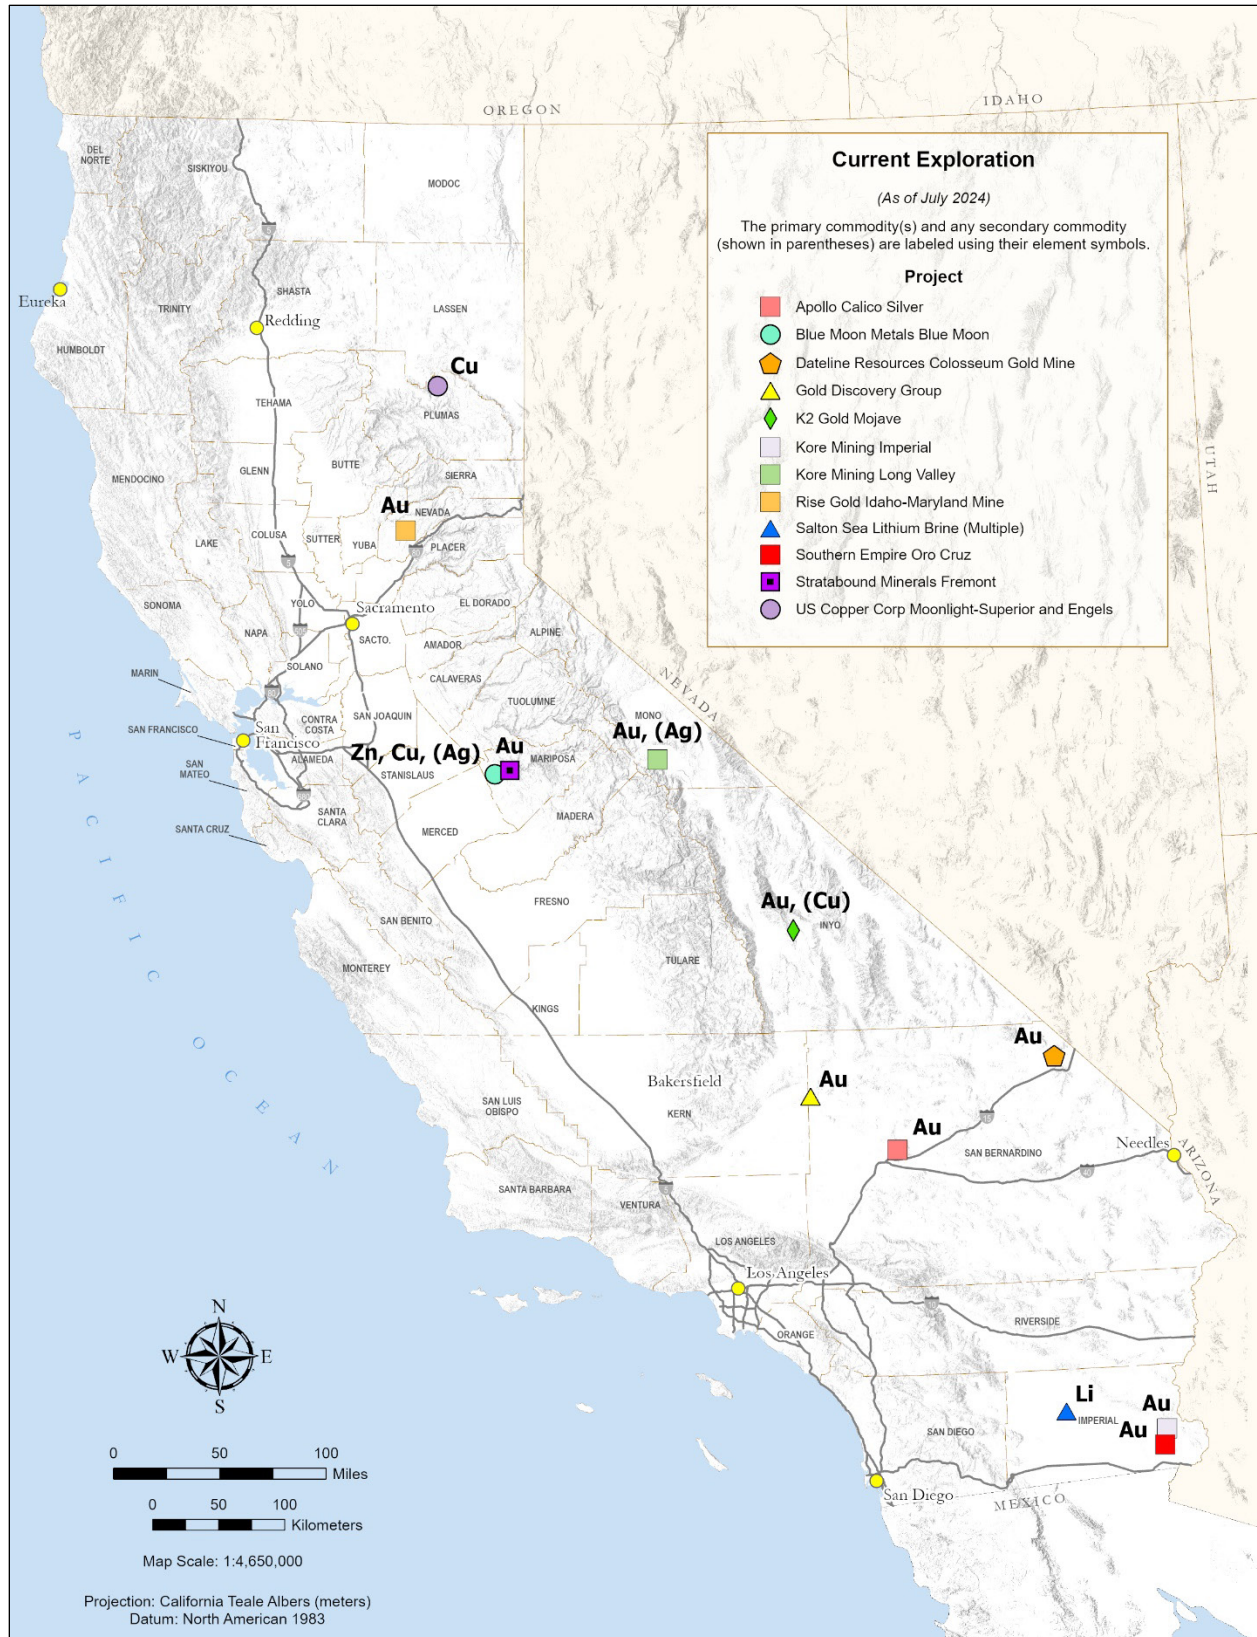 OREGON
IDAHO
UTAH
NEVADA
ARIZONA
MEXICO
PACIFIC OCEAN
Current Exploration
(As of July 2024)
The primary commodity(s) and any secondary commodity
(shown in parentheses) are labeled using their element symbols.
Project
Apollo Calico Silver
Blue Moon Metals Blue Moon
Dateline Resources Colosseum Gold Mine
Gold Discovery Group
K2 Gold Mojave
Kore Mining Imperial
Kore Mining Long Valley
Rise Gold Idaho-Maryland Mine
Salton Sea Lithium Brine (Multiple)
Southern Empire Oro Cruz
Stratabound Minerals Fremont
US Copper Corp Moonlight-Superior and Engels
DEL
NORTE
SISKIYOU
MODOC
5
Eureka
TRINITY
SHASTA
Redding
LASSEN
HUMBOLDT
Cu
TEHAMA
PLUMAS
MENDOCINO
GLENN
BUTTE
SIERRA
Au
NEVADA
COLUSA
SUTTER
YUBA
PLACER
LAKE
5
80
SONOMA
YOLO
Sacramento
EL DORADO
NAPA
SACTO.
ALPINE
AMADOR
SOLANO
CALAVERAS
MARIN
TUOLUMNE
MONO
SAN FRANCISCO
San
Francisco
CONTRA
COSTA
SAN JOAQUIN
Au, (Ag)
Zn, Cu, (Ag)
Au
ALAMEDA
STANISLAUS
MARIPOSA
SAN
MATEO
SANTA
CLARA
MADERA
SANTA CRUZ
MERCED
FRESNO
Au, (Cu)
INYO
SAN BENITO
TULARE
MONTEREY
KINGS
Au
Bakersfield
Au
SAN LUIS
OBISPO
KERN
Au
15
SAN BERNARDINO
Needles
40
SANTA BARBARA
VENTURA
5
LOS ANGELES
Los Angeles
ORANGE
RIVERSIDE
Li
IMPERIAL
Au
Au
SAN DIEGO
San Diego
N
W
E
S
0 50 100
Miles
0 50 100
Kilometers
Map Scale: 1:4,650,000
Projection: California Teale Albers (meters)
Datum: North American 1983